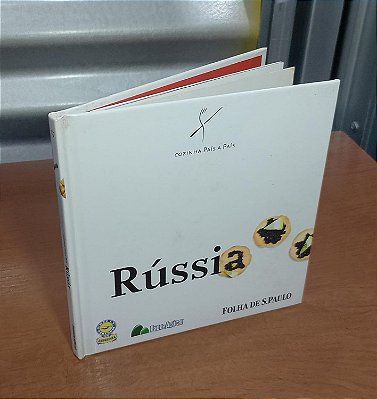 COZINHA PAÍS A PAÍS
Rússia
FOLHA DE S.PAULO